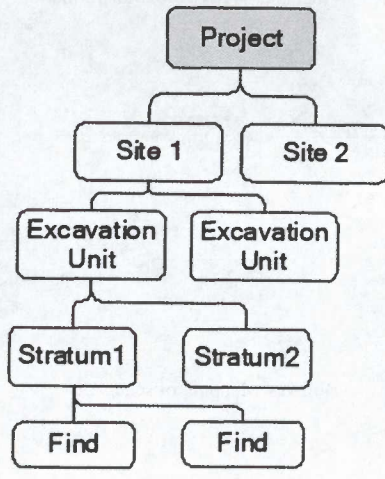 Project
Site 1
Site 2
Excavation
Unit
Excavation
Unit
Stratum1
Stratum2
Find
Find